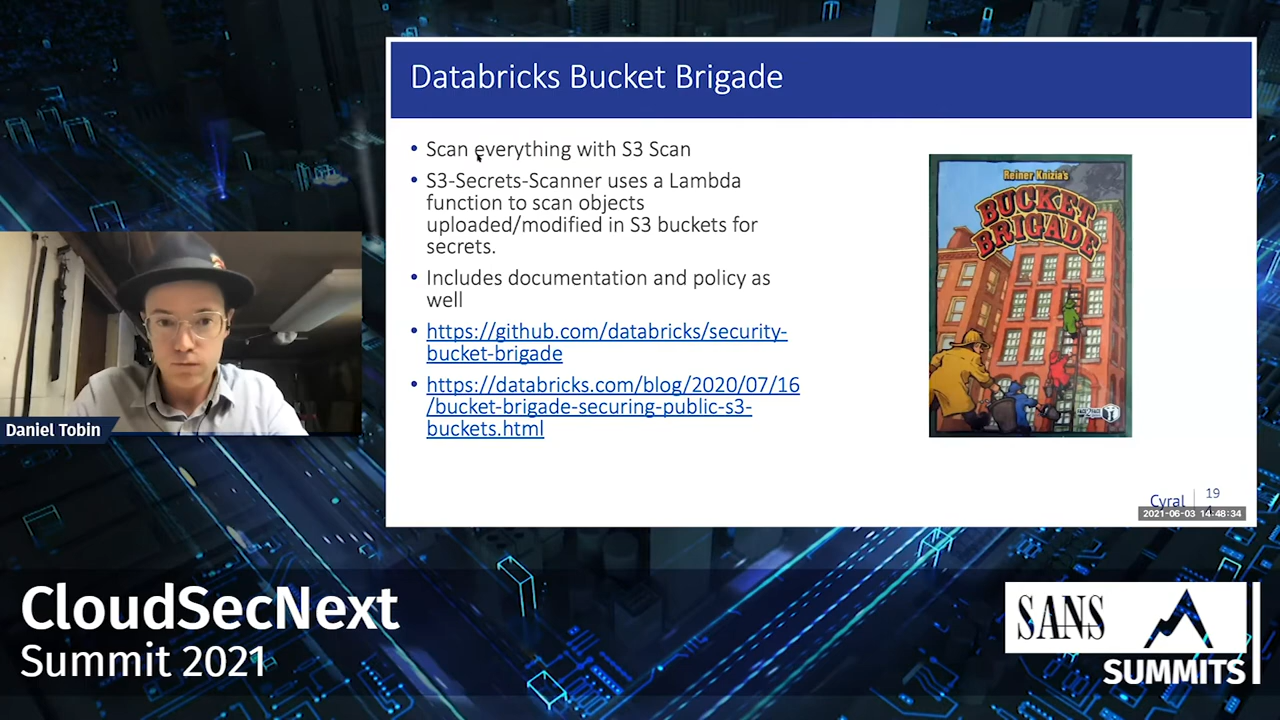 Databricks Bucket Brigade
• Scan everything with S3 Scan
• S3-Secrets-Scanner uses a Lambda
function to scan objects
uploaded/modified in S3 buckets for
secrets.
• Includes documentation and policy as
well
• https://github.com/databricks/security-
bucket-brigade
• https://databricks.com/blog/2020/07/16
/bucket-brigade-securing-public-s3-
buckets.html
Reiner Knizia's
BUCKET
BRIGADE
Cyral
19
2021-06-03 14:48:34
Daniel Tobin
CloudSecNext
Summit 2021
SANS
SUMMITS